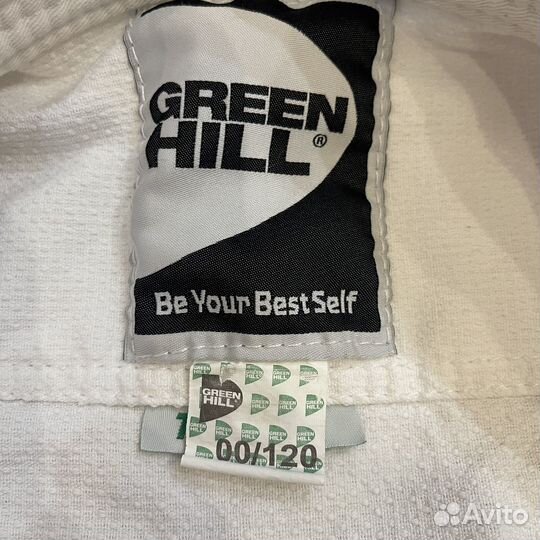 GREEN
HILL®
Be Your Best Self
GREEN
HILL
00/120
Avito